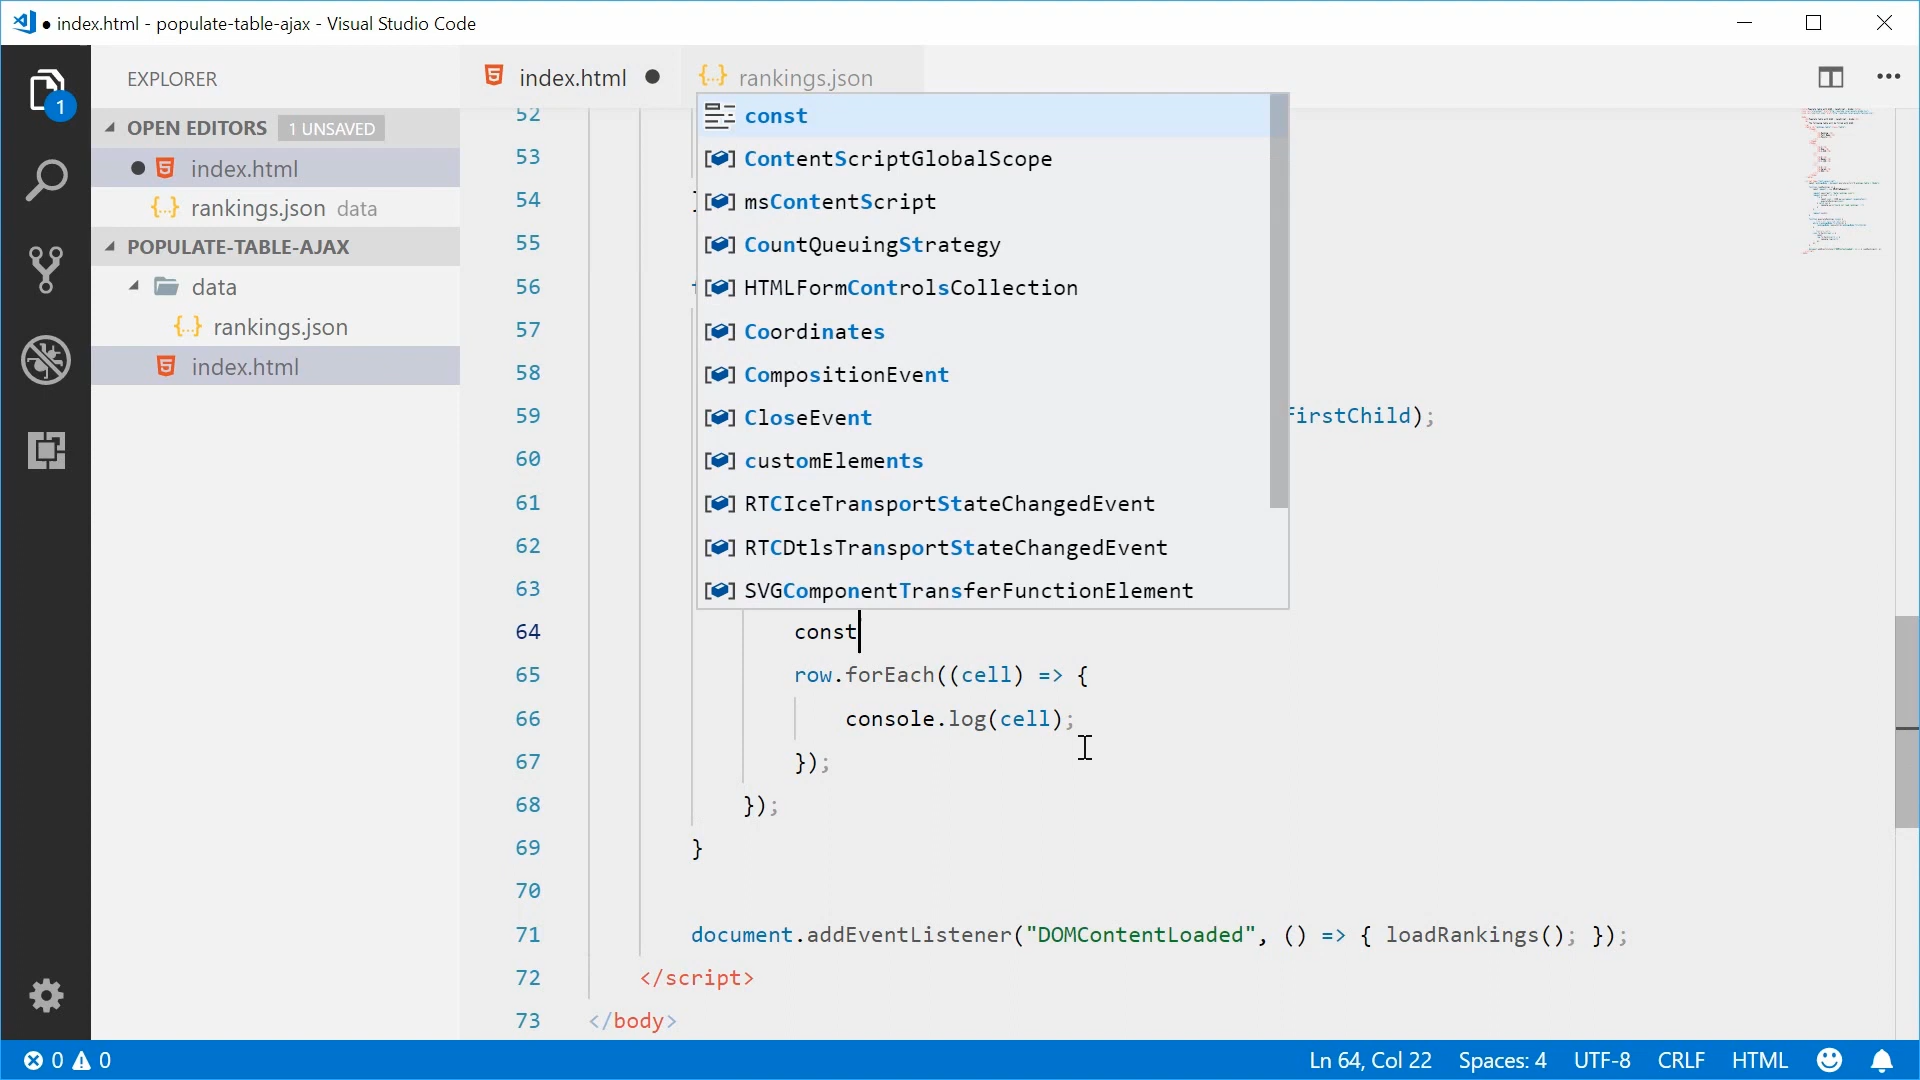 ● index.html - populate-table-ajax - Visual Studio Code
EXPLORER
OPEN EDITORS 1 UNSAVED
● index.html
{..} rankings.json data
POPULATE-TABLE-AJAX
data
{..} rankings.json
index.html
1
index.html ●
{..} rankings.json
const
ContentScriptGlobalScope
msContentScript
CountQueuingStrategy
HTMLFormControlsCollection
Coordinates
CompositionEvent
CloseEvent
customElements
RTCIceTransportStateChangedEvent
RTCDtlsTransportStateChangedEvent
SVGComponentTransferFunctionElement
52
53
54
55
56
57
58
59 firstChild);
60
61
62
63
64 const
65 row.forEach((cell) => {
66 console.log(cell);
67 });
68 });
69 }
70
71 document.addEventListener("DOMContentLoaded", () => { loadRankings(); });
72 </script>
73 </body>
0 0 Ln 64, Col 22 Spaces: 4 UTF-8 CRLF HTML